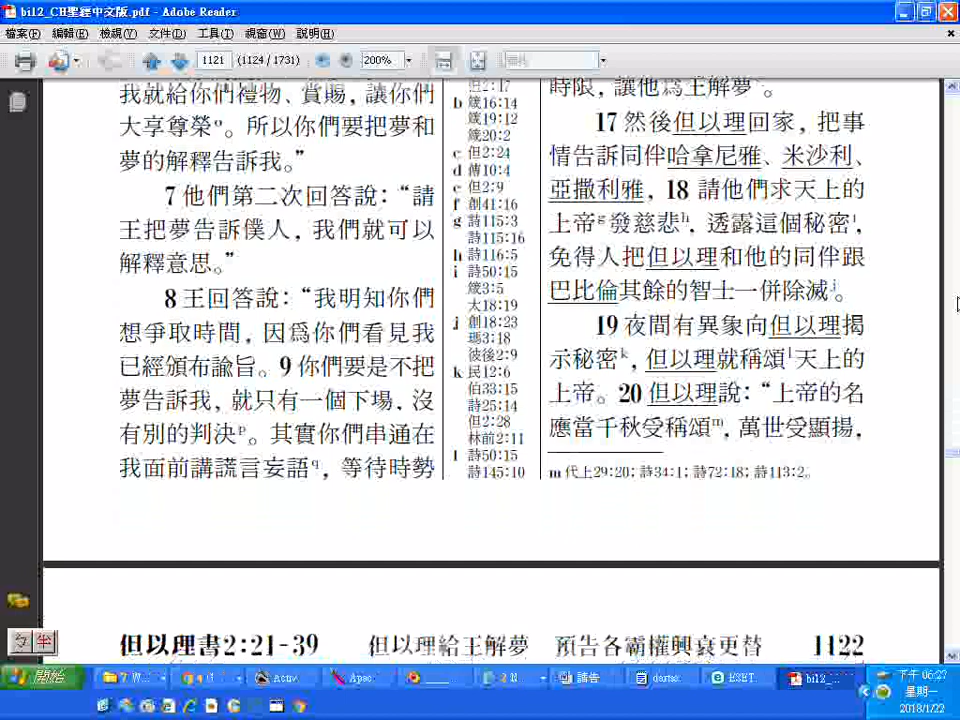 bi12_CH聖經中文版.pdf - Adobe Reader
檔案(F) 編輯(E) 檢視(V) 文件(D) 工具(T) 視窗(W) 說明(H)
1121 (1124 / 1731) 200%
我就給你們禮物、賞賜，讓你們
大享尊榮ᵒ。所以你們要把夢和
夢的解釋告訴我。”
7 他們第二次回答說：“請
王把夢告訴僕人，我們就可以
解釋意思。”
8 王回答說：“我明知你們
想爭取時間，因爲你們看見我
已經頒布諭旨。9 你們要是不把
夢告訴我，就只有一個下場，沒
有別的判決ᵖ。其實你們串通在
我面前講謊言妄語q，等待時勢
但2:17
b 箴16:14
箴19:12
箴20:2
c 但2:24
d 傳10:4
e 但2:9
f 創41:16
g 詩115:3
詩115:16
h 詩116:5
i 詩50:15
箴3:5
太18:19
j 創18:23
瑪3:18
彼後2:9
k 民12:6
伯33:15
詩25:14
但2:28
林前2:11
l 詩50:15
詩145:10
時限，讓他爲王解夢。
17 然後但以理回家，把事
情告訴同伴哈拿尼雅、米沙利、
亞撒利雅，18 請他們求天上的
上帝ᵍ發慈悲ʰ，透露這個秘密ⁱ，
免得人把但以理和他的同伴跟
巴比倫其餘的智士一併除滅ʲ。
19 夜間有異象向但以理揭
示秘密ᵏ，但以理就稱頌ˡ天上的
上帝。20 但以理說：“上帝的名
應當千秋受稱頌ᵐ，萬世受顯揚，
m 代上29:20；詩34:1；詩72:18；詩113:2。
但以理書2:21-39 但以理給王解夢 預告各霸權興衰更替 1122
ㄅ 半
開始 ESET bi12_...
下午 06:27
星期一
2018/1/22